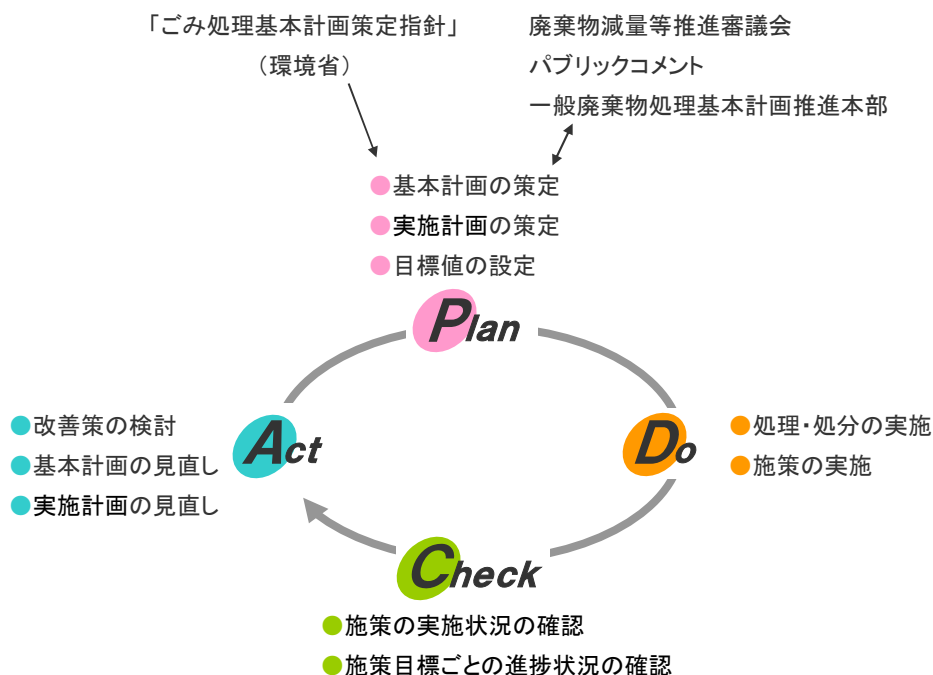 「ごみ処理基本計画策定指針」
（環境省）
廃棄物減量等推進審議会
パブリックコメント
一般廃棄物処理基本計画推進本部
●基本計画の策定
●実施計画の策定
●目標値の設定
Plan
●改善策の検討
●基本計画の見直し
●実施計画の見直し
Act
Do
●処理・処分の実施
●施策の実施
Check
●施策の実施状況の確認
●施策目標ごとの進捗状況の確認